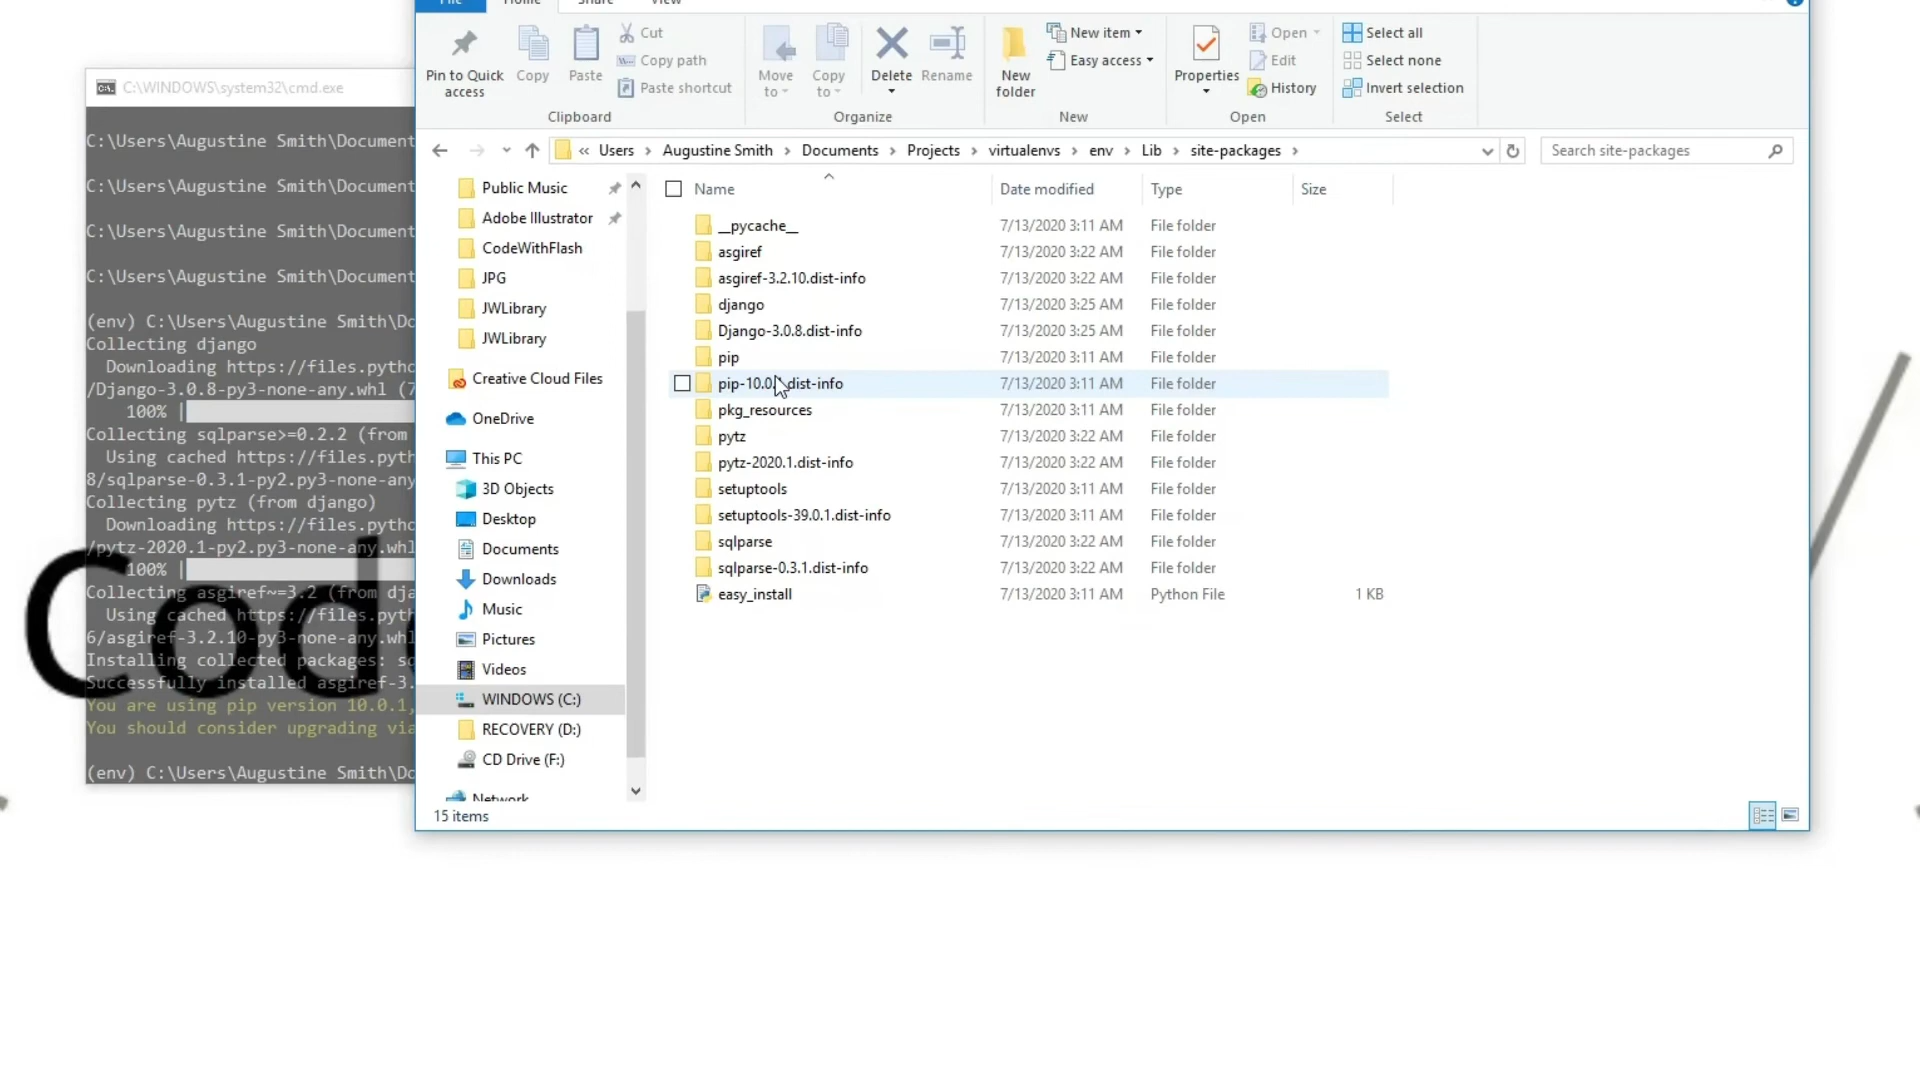 File Home Share View
Pin to Quick access
Copy
Paste
Cut
Copy path
Paste shortcut
Clipboard
Move to
Copy to
Delete
Rename
Organize
New folder
New item
Easy access
New
Properties
Open
Edit
History
Open
Select all
Select none
Invert selection
Select
« Users › Augustine Smith › Documents › Projects › virtualenvs › env › Lib › site-packages ›
Search site-packages
Public Music
Adobe Illustrator
CodeWithFlash
JPG
JWLibrary
JWLibrary
Creative Cloud Files
OneDrive
This PC
3D Objects
Desktop
Documents
Downloads
Music
Pictures
Videos
WINDOWS (C:)
RECOVERY (D:)
CD Drive (F:)
Network
Name Date modified Type Size
__pycache__ 7/13/2020 3:11 AM File folder
asgiref 7/13/2020 3:22 AM File folder
asgiref-3.2.10.dist-info 7/13/2020 3:22 AM File folder
django 7/13/2020 3:25 AM File folder
Django-3.0.8.dist-info 7/13/2020 3:25 AM File folder
pip 7/13/2020 3:11 AM File folder
pip-10.0.1.dist-info 7/13/2020 3:11 AM File folder
pkg_resources 7/13/2020 3:11 AM File folder
pytz 7/13/2020 3:22 AM File folder
pytz-2020.1.dist-info 7/13/2020 3:22 AM File folder
setuptools 7/13/2020 3:11 AM File folder
setuptools-39.0.1.dist-info 7/13/2020 3:11 AM File folder
sqlparse 7/13/2020 3:22 AM File folder
sqlparse-0.3.1.dist-info 7/13/2020 3:22 AM File folder
easy_install 7/13/2020 3:11 AM Python File 1 KB
15 items
C:\WINDOWS\system32\cmd.exe
C:\Users\Augustine Smith\Document
C:\Users\Augustine Smith\Document
C:\Users\Augustine Smith\Document
C:\Users\Augustine Smith\Document
(env) C:\Users\Augustine Smith\Do
Collecting django
Downloading https://files.pythc
/Django-3.0.8-py3-none-any.whl (7
100% |
Collecting sqlparse>=0.2.2 (from
Using cached https://files.pyth
8/sqlparse-0.3.1-py2.py3-none-any
Collecting pytz (from django)
Downloading https://files.pythc
/pytz-2020.1-py2.py3-none-any.whl
100% |
Collecting asgiref~=3.2 (from dja
Using cached https://files.pyth
6/asgiref-3.2.10-py3-none-any.whl
Installing collected packages: sq
Successfully installed asgiref-3.
You are using pip version 10.0.1,
You should consider upgrading via
(env) C:\Users\Augustine Smith\Do
Cod
/